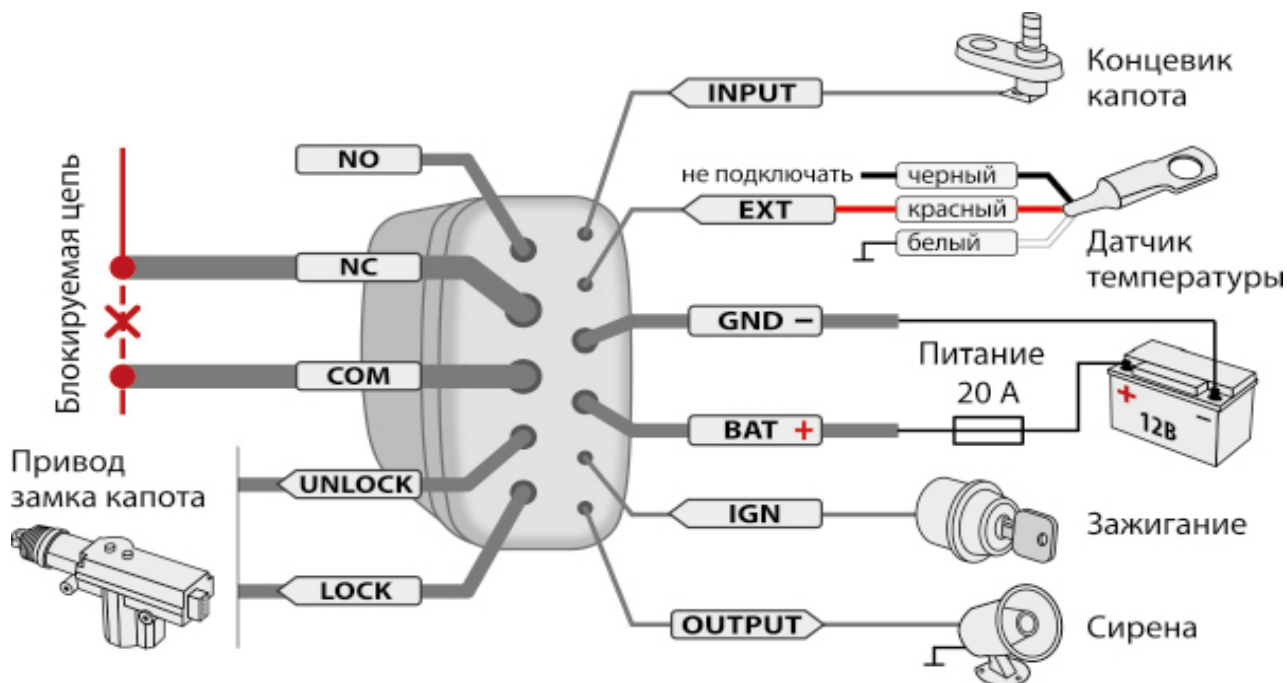 Блокируемая цепь
NO
NC
COM
Привод
замка капота
UNLOCK
LOCK
INPUT
Концевик
капота
не подключать
черный
EXT
красный
белый
Датчик
температуры
GND –
Питание
20 А
BAT +
+
–
12В
IGN
Зажигание
OUTPUT
Сирена